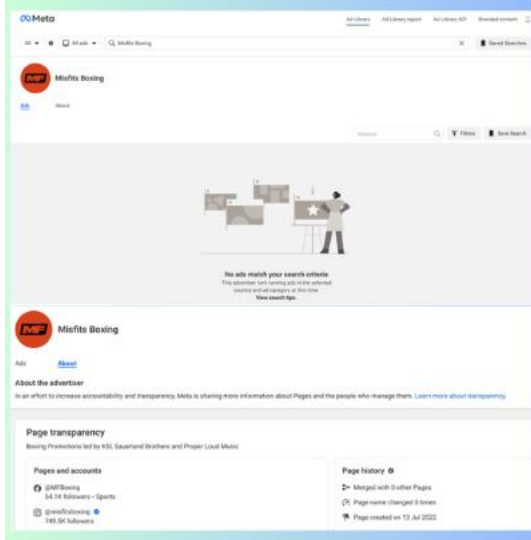 Meta
Ad Library
Ad Library report
Ad Library API
Branded content
All ads
Misfits Boxing
Saved Searches
MF
Misfits Boxing
Ads
About
Search
Filters
Save Search
No ads match your search criteria
This advertiser isn't running ads in the selected
country and ad category at this time.
View search tips.
MF
Misfits Boxing
Ads
About
About the advertiser
In an effort to increase accountability and transparency, Meta is sharing more information about Pages and the people who manage them. Learn more about transparency.
Page transparency
Boxing Promotions led by KSI, Sauerland Brothers and Proper Loud Music
Pages and accounts
@MFBoxing
54.1K followers • Sports
@misfitsboxing
745.9K followers
Page history
Merged with 0 other Pages
Page name changed 0 times
Page created on 13 Jul 2022